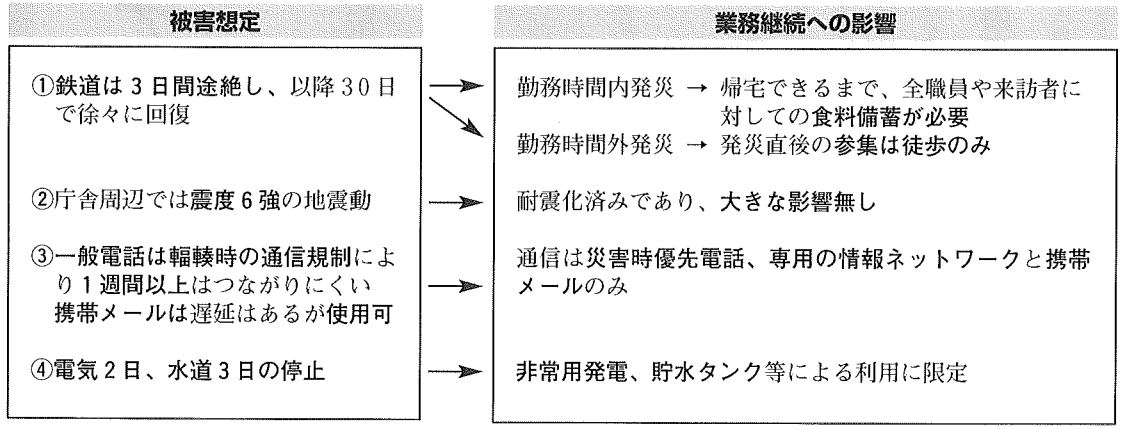 被害想定
①鉄道は3日間途絶し、以降30日
で徐々に回復
②庁舎周辺では震度6強の地震動
③一般電話は輻輳時の通信規制によ
り1週間以上はつながりにくい
携帯メールは遅延はあるが使用可
④電気2日、水道3日の停止
業務継続への影響
勤務時間内発災 → 帰宅できるまで、全職員や来訪者に
対しての食料備蓄が必要
勤務時間外発災 → 発災直後の参集は徒歩のみ
耐震化済みであり、大きな影響無し
通信は災害時優先電話、専用の情報ネットワークと携帯
メールのみ
非常用発電、貯水タンク等による利用に限定